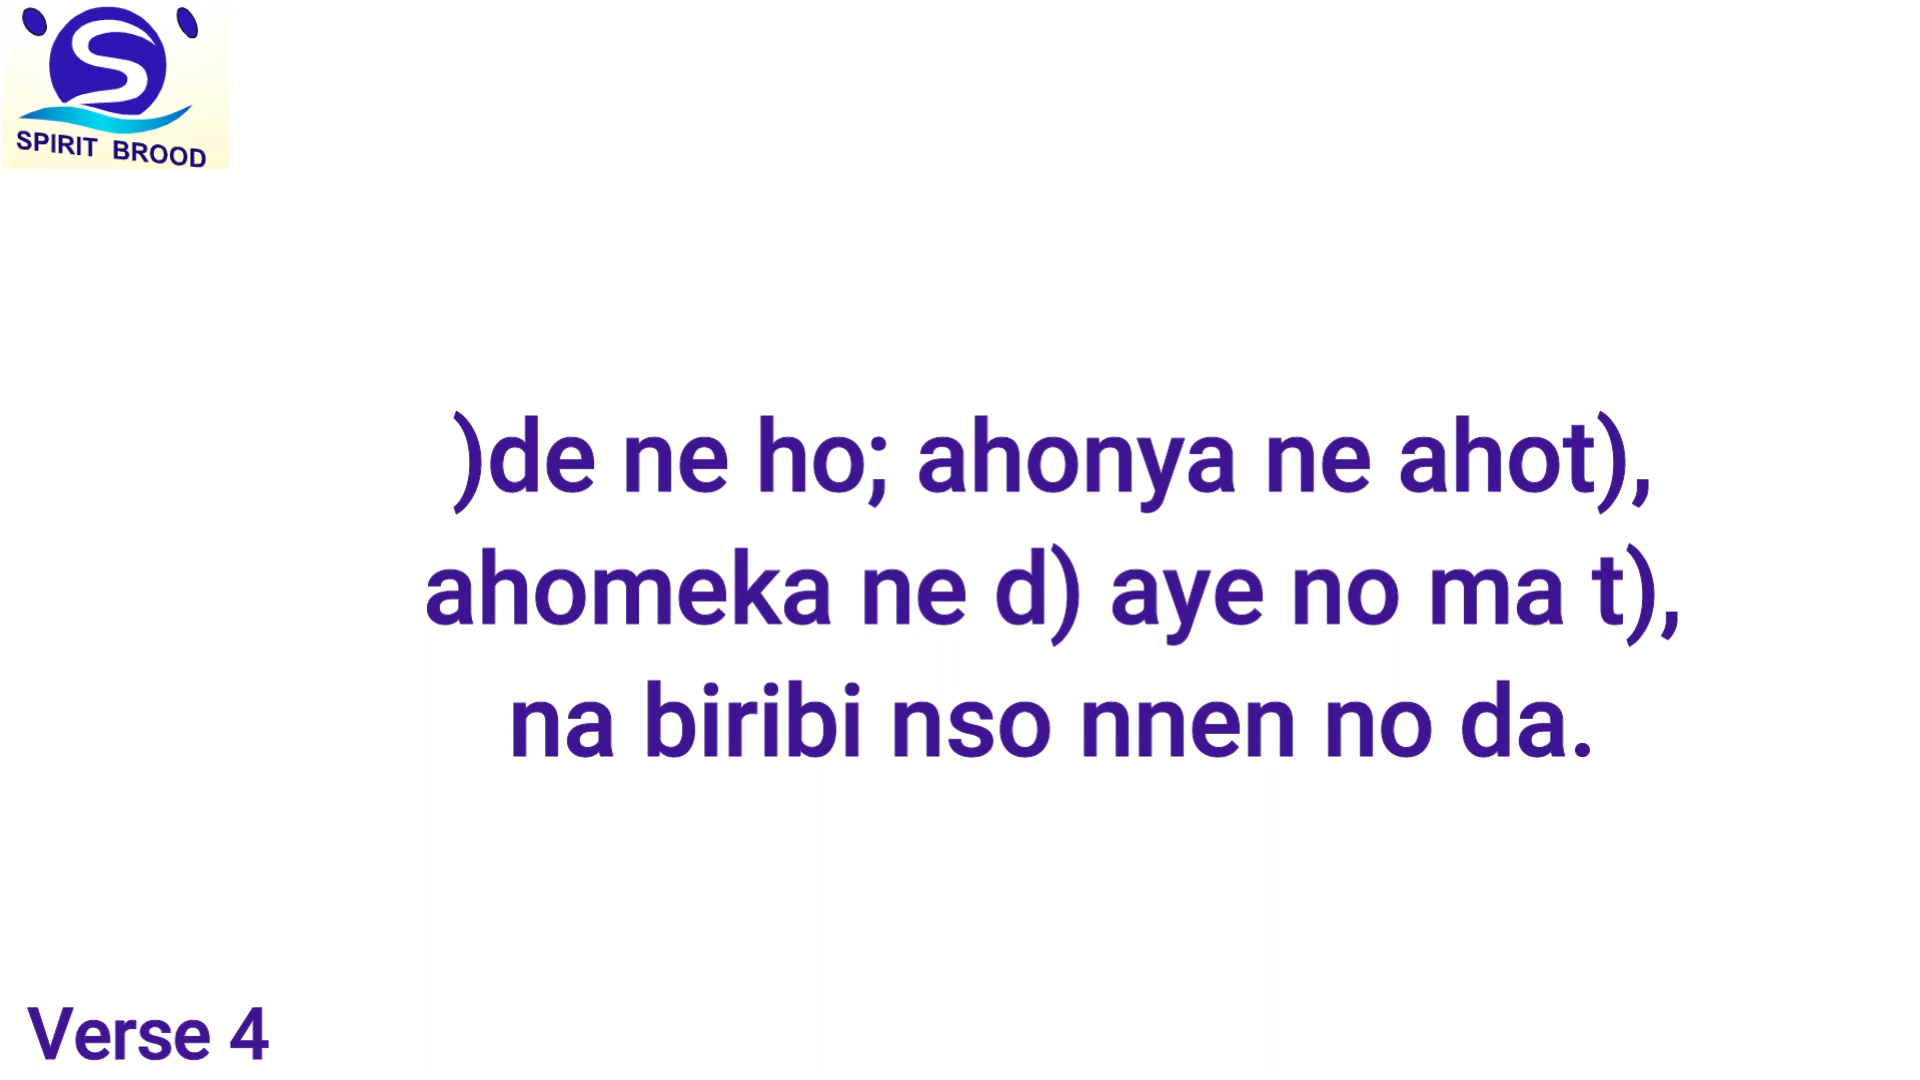 SPIRIT BROOD
)de ne ho; ahonya ne ahot),
ahomeka ne d) aye no ma t),
na biribi nso nnen no da.
Verse 4